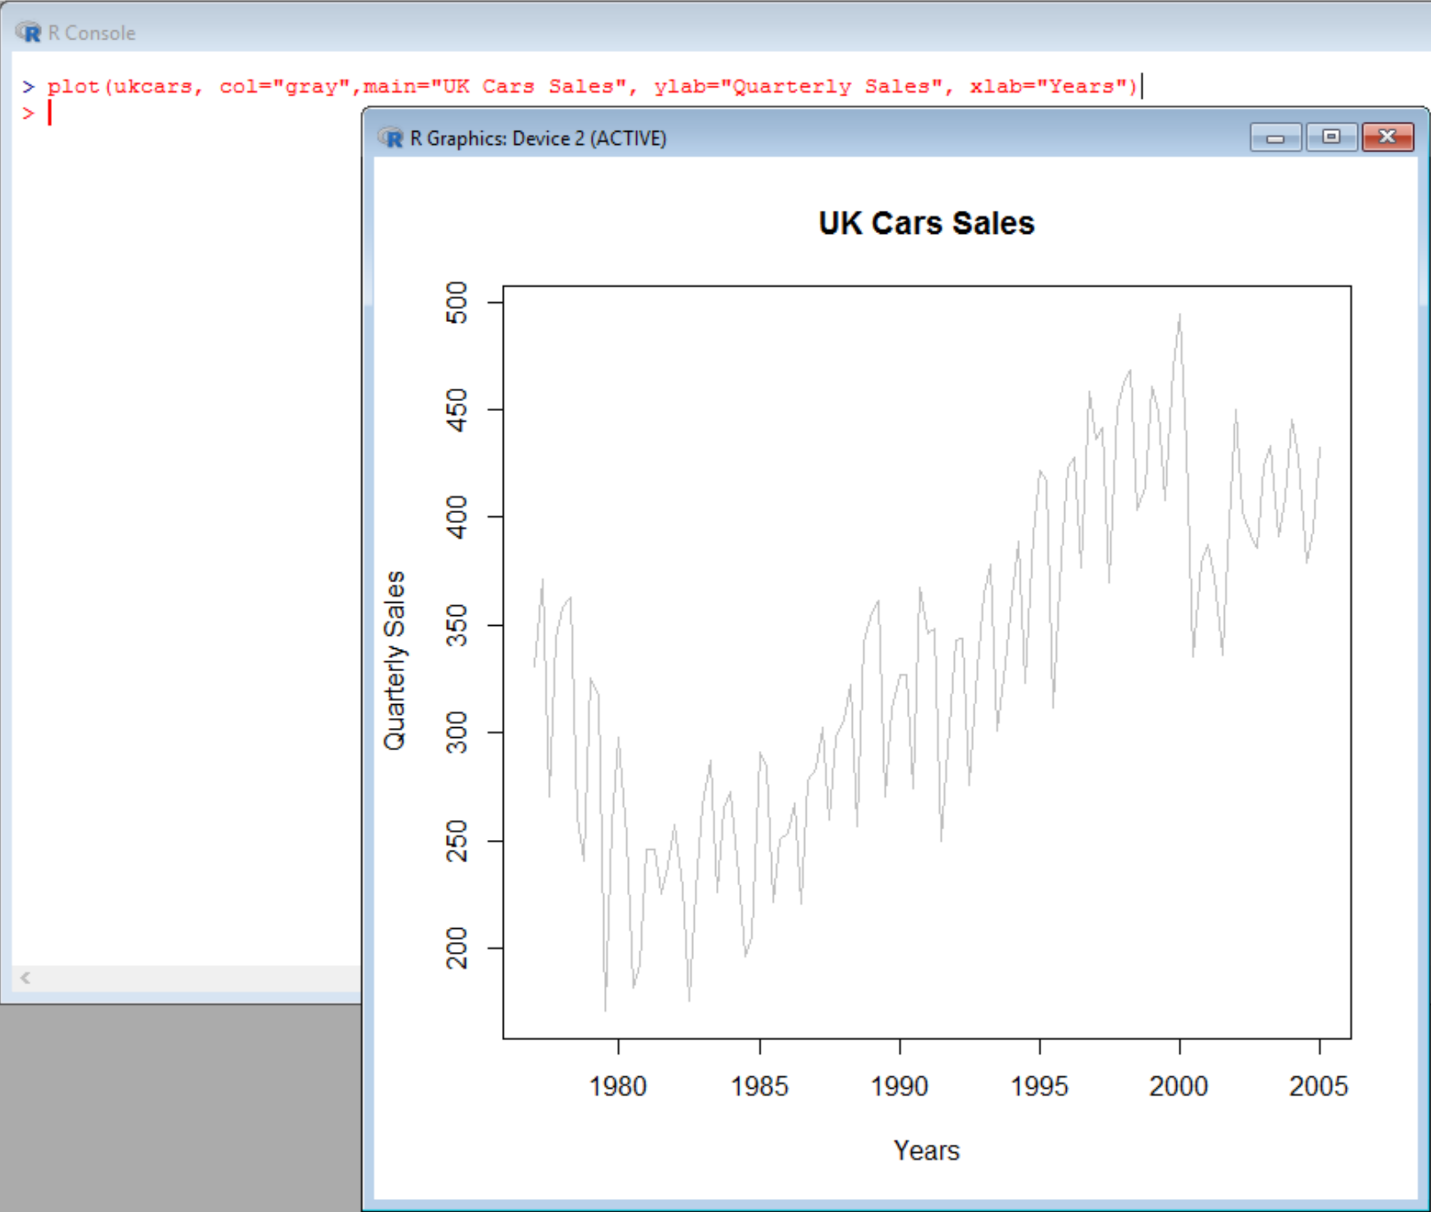 R Console
> plot(ukcars, col="gray",main="UK Cars Sales", ylab="Quarterly Sales", xlab="Years")
>
R Graphics: Device 2 (ACTIVE)
UK Cars Sales
500
450
400
350
300
250
200
Quarterly Sales
1980 1985 1990 1995 2000 2005
Years